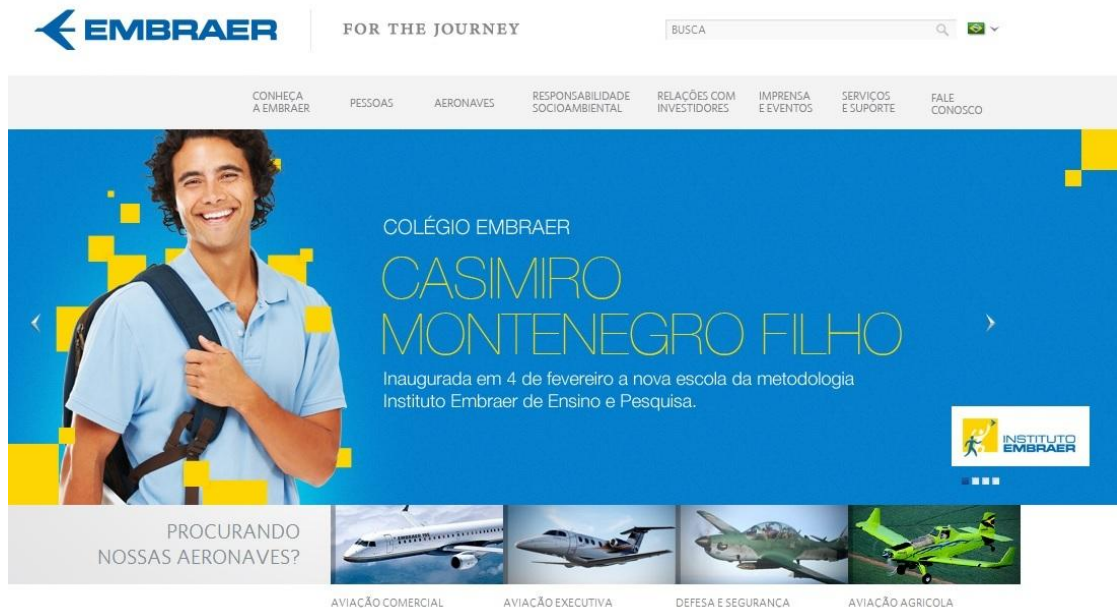 EMBRAER
FOR THE JOURNEY
BUSCA
CONHEÇA
A EMBRAER
PESSOAS
AERONAVES
RESPONSABILIDADE
SOCIOAMBIENTAL
RELAÇÕES COM
INVESTIDORES
IMPRENSA
E EVENTOS
SERVIÇOS
E SUPORTE
FALE
CONOSCO
COLÉGIO EMBRAER
CASIMIRO
MONTENEGRO FILHO
Inaugurada em 4 de fevereiro a nova escola da metodologia
Instituto Embraer de Ensino e Pesquisa.
INSTITUTO
EMBRAER
PROCURANDO
NOSSAS AERONAVES?
AVIAÇÃO COMERCIAL
AVIAÇÃO EXECUTIVA
DEFESA E SEGURANÇA
AVIAÇÃO AGRICOLA